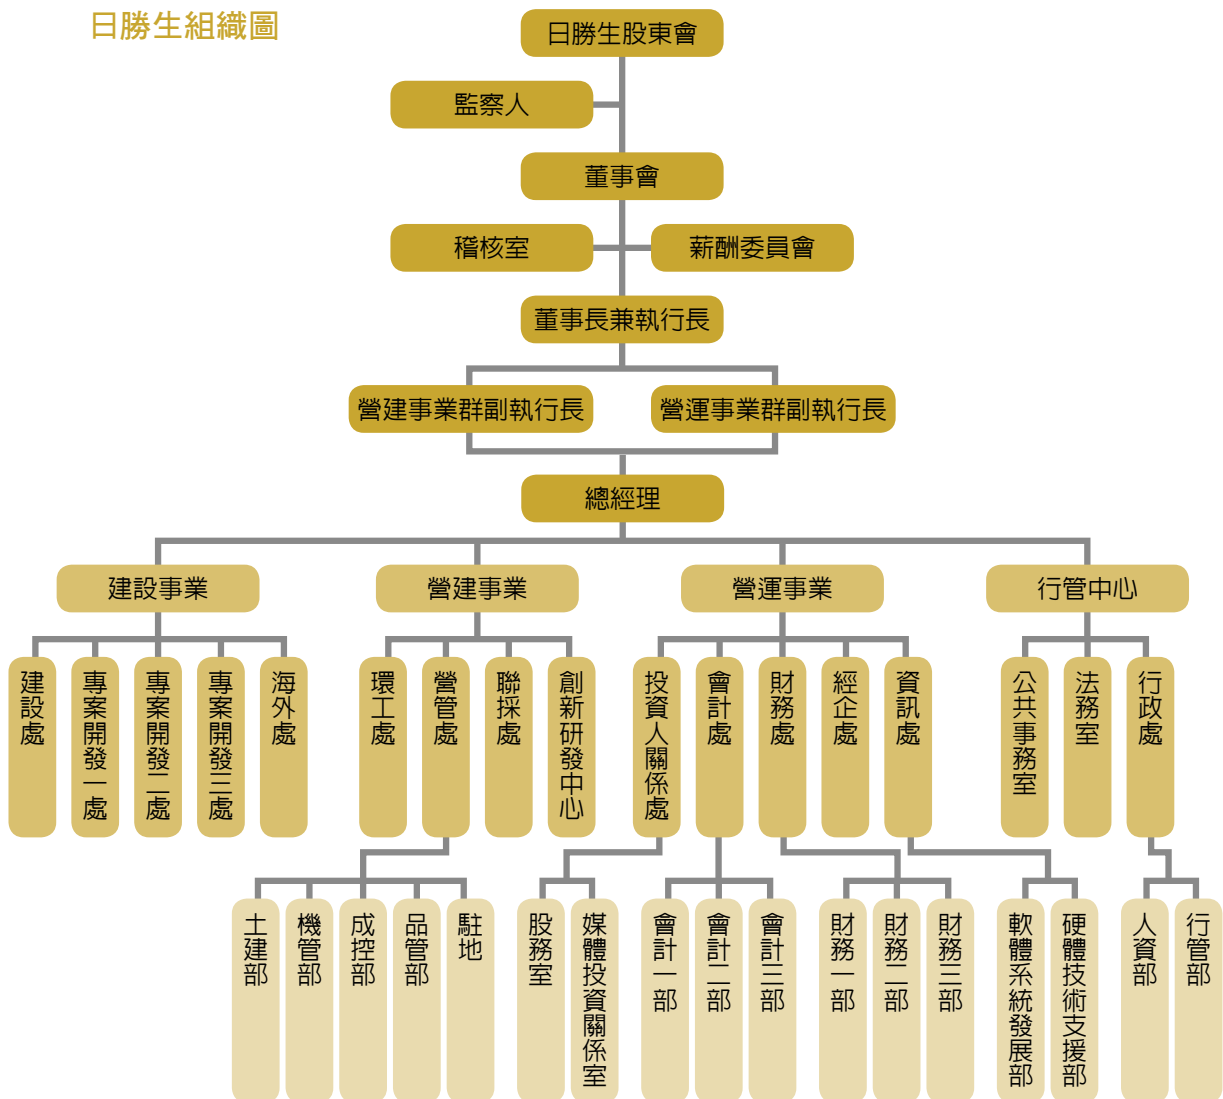 日勝生組織圖
日勝生股東會
監察人
董事會
稽核室
薪酬委員會
董事長兼執行長
營建事業群副執行長
營運事業群副執行長
總經理
建設事業
營建事業
營運事業
行管中心
建設處
專案開發一處
專案開發二處
專案開發三處
海外處
環工處
營管處
聯採處
創新研發中心
投資人關係處
會計處
財務處
經企處
資訊處
公共事務室
法務室
行政處
土建部
機管部
成控部
品管部
駐地
股務室
媒體投資關係室
會計一部
會計二部
會計三部
財務一部
財務二部
財務三部
軟體系統發展部
硬體技術支援部
人資部
行管部